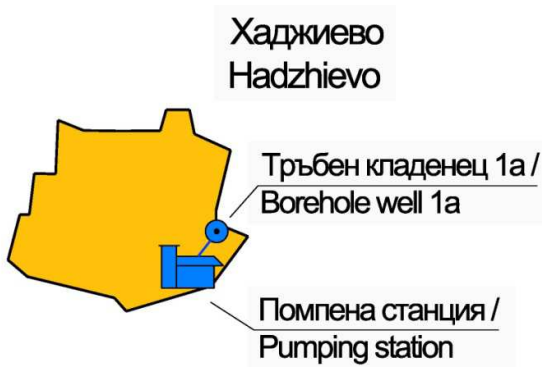 Хаджиево
Hadzhievo
Тръбен кладенец 1а /
Borehole well 1a
Помпена станция /
Pumping station